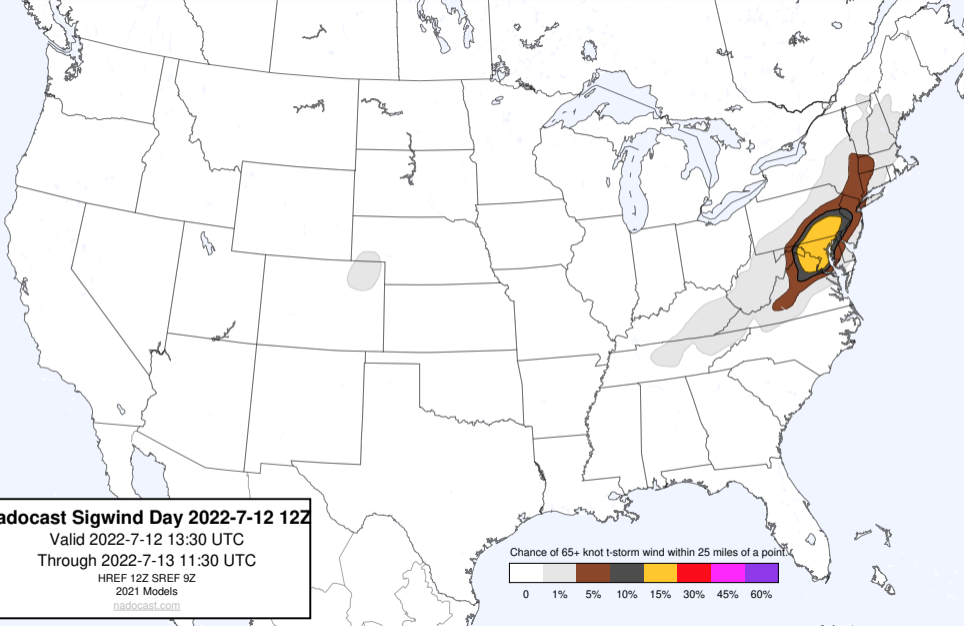 adocast Sigwind Day 2022-7-12 12Z
Valid 2022-7-12 13:30 UTC
Through 2022-7-13 11:30 UTC
HREF 12Z SREF 9Z
2021 Models
nadocast.com
Chance of 65+ knot t-storm wind within 25 miles of a point.
0 1% 5% 10% 15% 30% 45% 60%